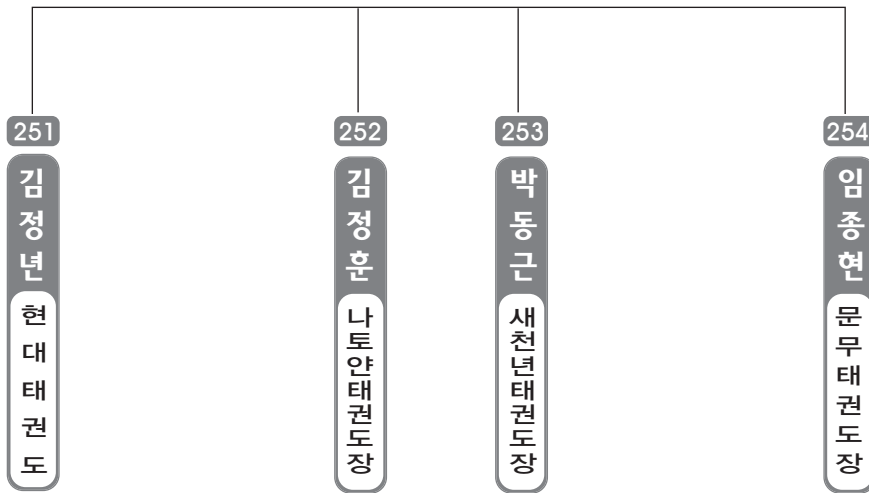 251
김정년
현대태권도
252
김정훈
나토얀태권도장
253
박동근
새천년태권도장
254
임종현
문무태권도장